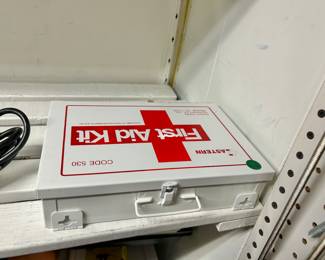 ASTERN
First Aid Kit
CODE 530